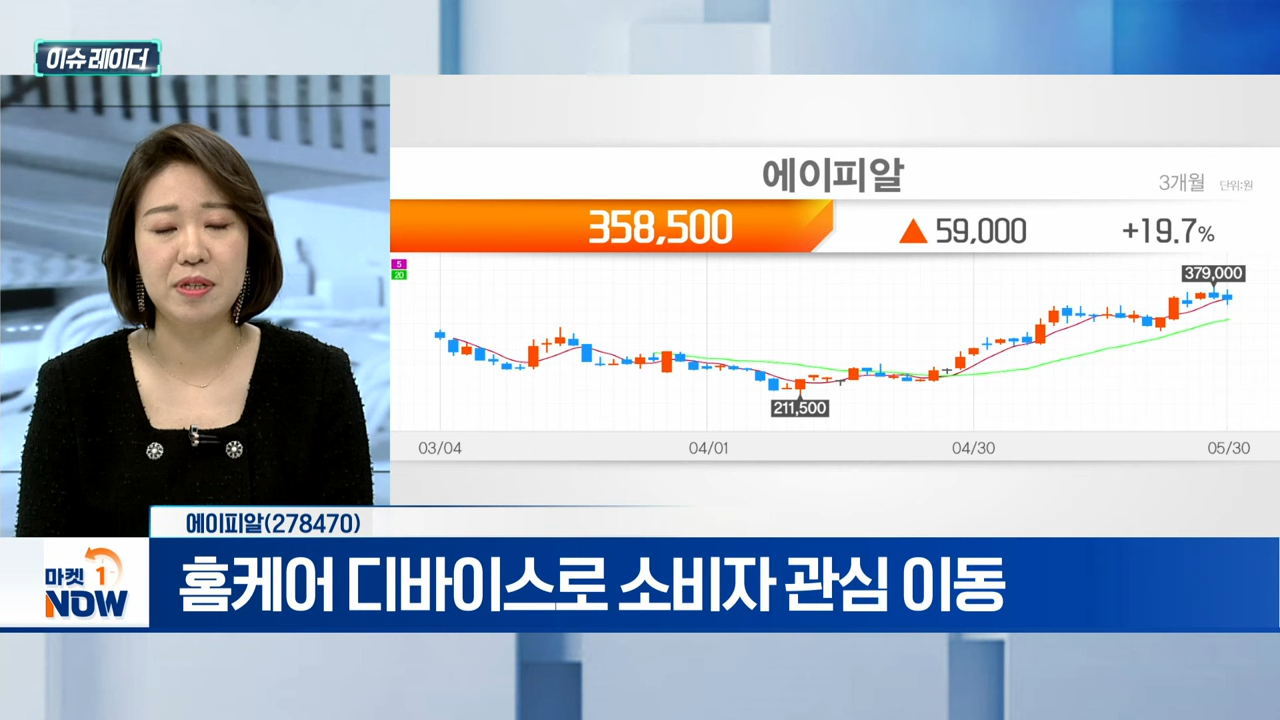 이슈 레이더
에이피알
3개월 단위:원
358,500 ▲ 59,000 +19.7%
5
20
379,000
211,500
03/04 04/01 04/30 05/30
에이피알(278470)
마켓 1
NOW
홈케어 디바이스로 소비자 관심 이동